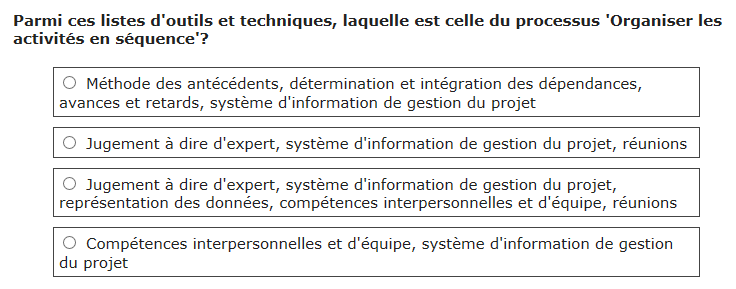 Parmi ces listes d'outils et techniques, laquelle est celle du processus 'Organiser les
activités en séquence'?
Méthode des antécédents, détermination et intégration des dépendances,
avances et retards, système d'information de gestion du projet
Jugement à dire d'expert, système d'information de gestion du projet, réunions
Jugement à dire d'expert, système d'information de gestion du projet,
représentation des données, compétences interpersonnelles et d'équipe, réunions
Compétences interpersonnelles et d'équipe, système d'information de gestion
du projet